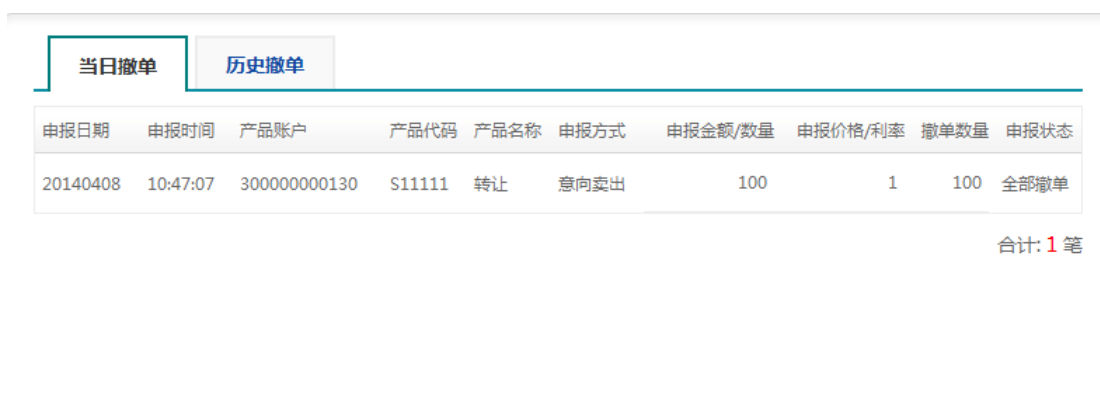 当日撤单 历史撤单
申报日期 申报时间 产品账户 产品代码 产品名称 申报方式 申报金额/数量 申报价格/利率 撤单数量 申报状态
20140408 10:47:07 300000000130 S11111 转让 意向卖出 100 1 100 全部撤单
合计: 1 笔